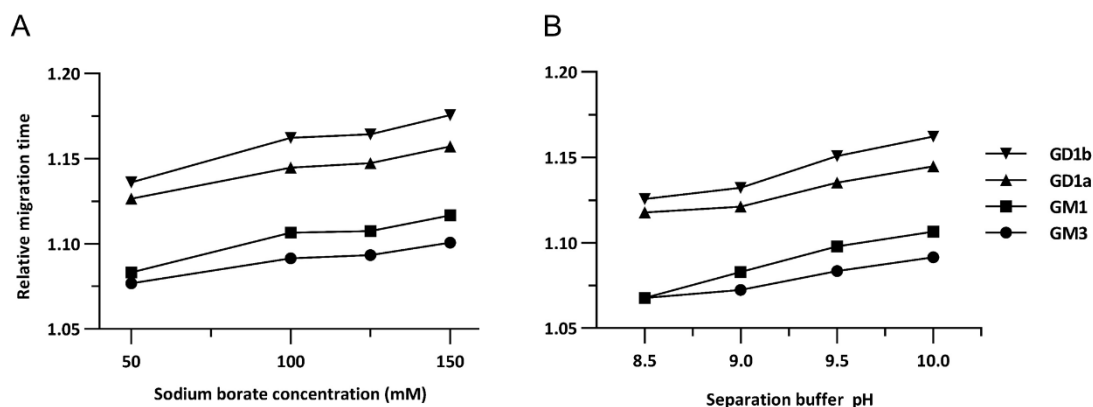 A
B
Relative migration time
1.20
1.15
1.10
1.05
50
100
150
Sodium borate concentration (mM)
1.20
1.15
1.10
1.05
8.5
9.0
9.5
10.0
Separation buffer pH
GD1b
GD1a
GM1
GM3